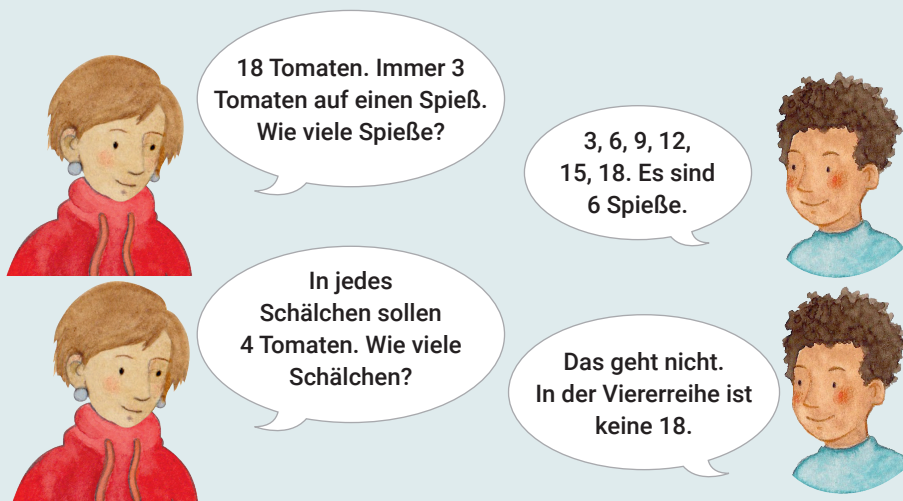 18 Tomaten. Immer 3
Tomaten auf einen Spieß.
Wie viele Spieße?
3, 6, 9, 12,
15, 18. Es sind
6 Spieße.
In jedes
Schälchen sollen
4 Tomaten. Wie viele
Schälchen?
Das geht nicht.
In der Viererreihe ist
keine 18.